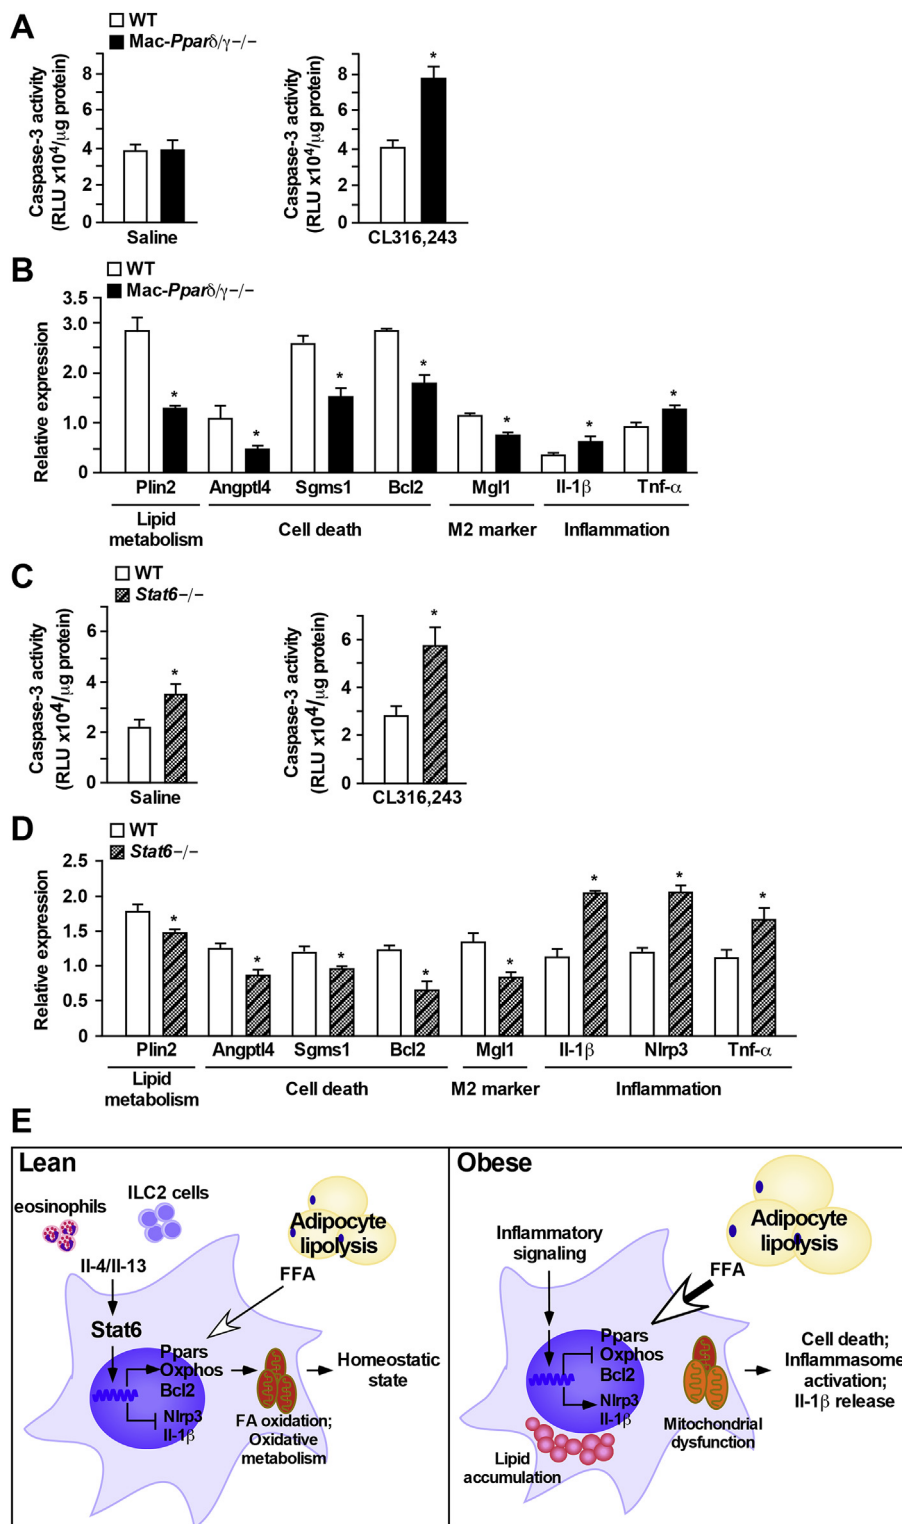 A
WT
Mac-Pparδ/γ−/−
Caspase-3 activity
(RLU x10⁴/µg protein)
8
6
4
2
0
Saline
Caspase-3 activity
(RLU x10⁴/µg protein)
8
6
4
2
0
*
CL316,243
B
WT
Mac-Pparδ/γ−/−
Relative expression
3.5
3.0
2.0
1.0
0
* * * * * * *
Plin2 Angptl4 Sgms1 Bcl2 Mgl1 Il-1β Tnf-α
Lipid
metabolism
Cell death M2 marker Inflammation
C
WT
Stat6−/−
Caspase-3 activity
(RLU x10⁴/µg protein)
6
4
2
0
*
Saline
Caspase-3 activity
(RLU x10⁴/µg protein)
6
4
2
0
*
CL316,243
D
WT
Stat6−/−
Relative expression
2.5
2.0
1.5
1.0
0.5
0
* * * * * * * *
Plin2 Angptl4 Sgms1 Bcl2 Mgl1 Il-1β Nlrp3 Tnf-α
Lipid
metabolism
Cell death M2 marker Inflammation
E
Lean
eosinophils
ILC2 cells
Adipocyte
lipolysis
Il-4/Il-13
FFA
Stat6
Ppars
Oxphos
Bcl2
Nlrp3
Il-1β
FA oxidation;
Oxidative
metabolism
Homeostatic
state
Obese
Inflammatory
signaling
Adipocyte
lipolysis
FFA
Ppars
Oxphos
Bcl2
Nlrp3
Il-1β
Lipid
accumulation
Mitochondrial
dysfunction
Cell death;
Inflammasome
activation;
Il-1β release